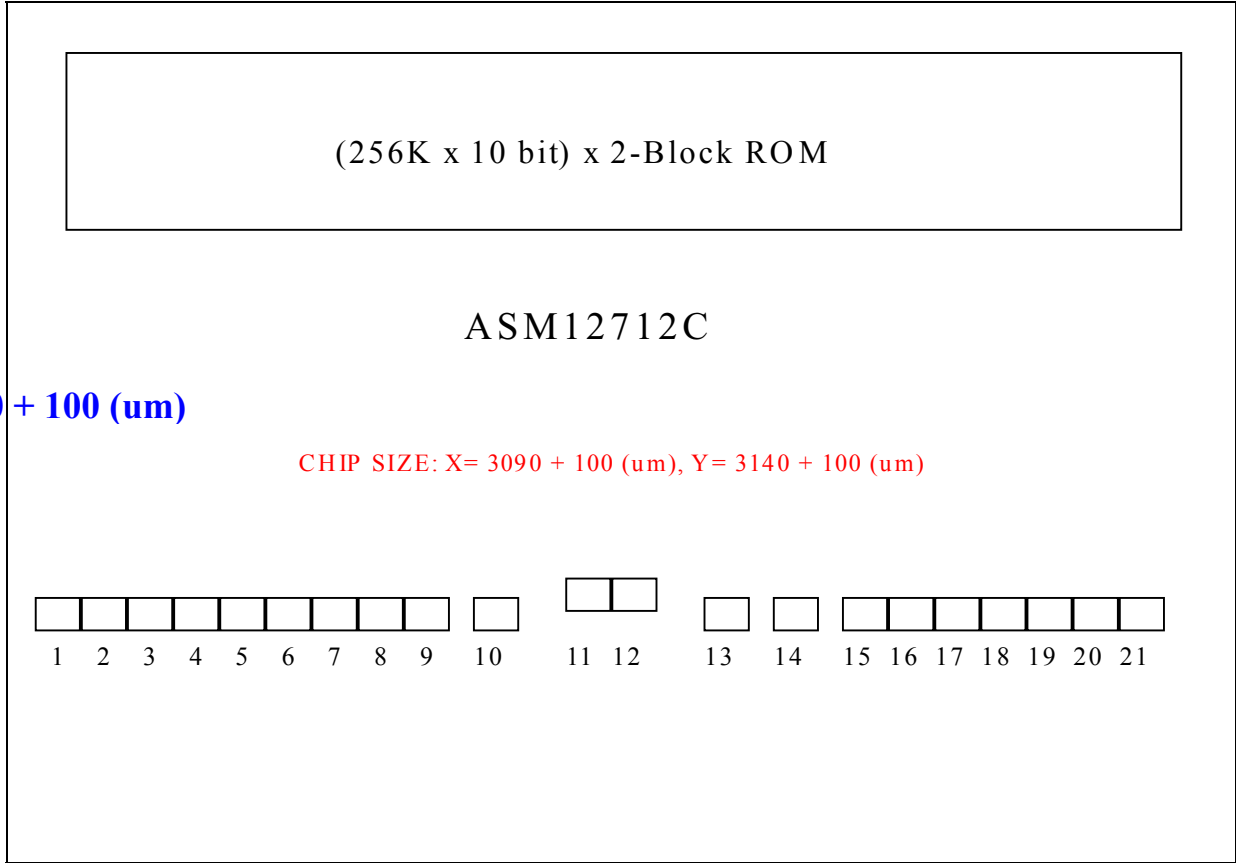 (256K x 10 bit) x 2-Block ROM
ASM12712C
+ 100 (um)
CHIP SIZE: X= 3090 + 100 (um), Y= 3140 + 100 (um)
1 2 3 4 5 6 7 8 9 10 11 12 13 14 15 16 17 18 19 20 21